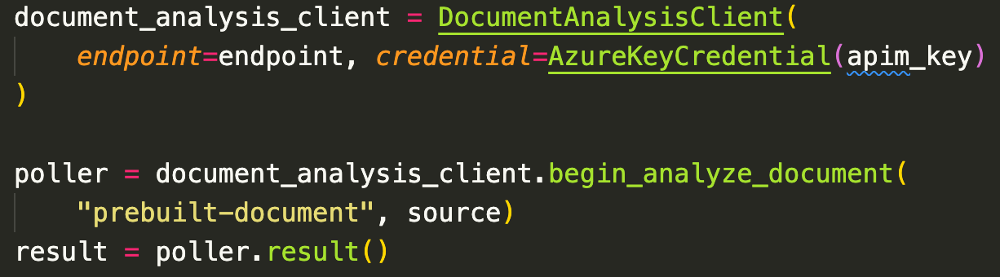 document_analysis_client = DocumentAnalysisClient(
    endpoint=endpoint, credential=AzureKeyCredential(apim_key)
)

poller = document_analysis_client.begin_analyze_document(
    "prebuilt-document", source)
result = poller.result()